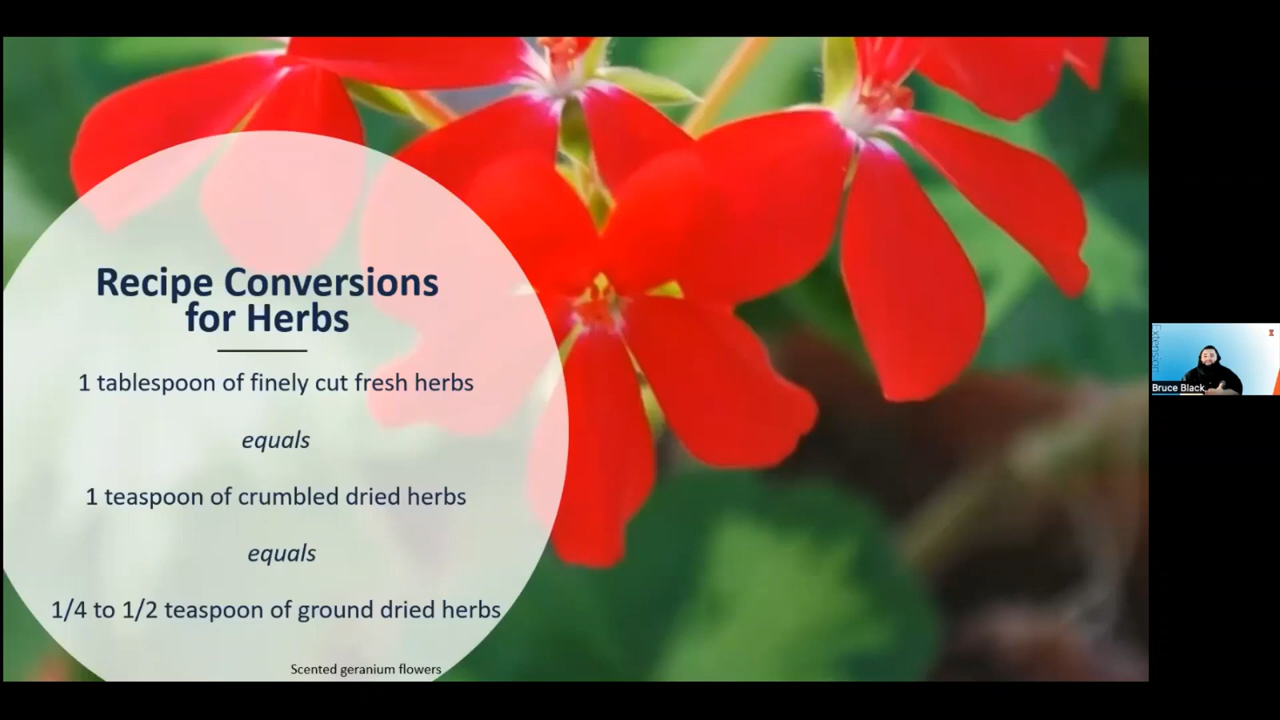 Recipe Conversions
for Herbs
1 tablespoon of finely cut fresh herbs
equals
1 teaspoon of crumbled dried herbs
equals
1/4 to 1/2 teaspoon of ground dried herbs
Scented geranium flowers
Extension
Bruce Black